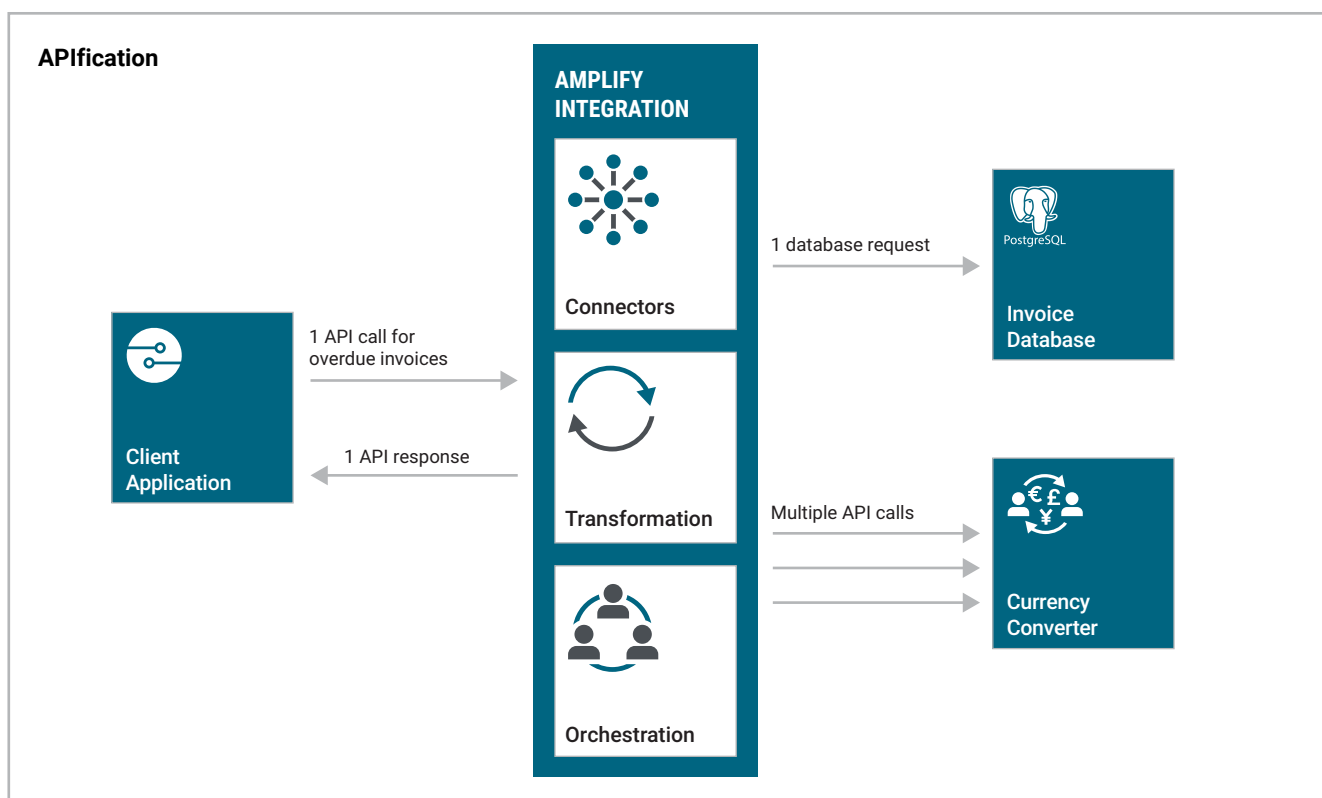 APIfication
AMPLIFY
INTEGRATION
Connectors
Transformation
Orchestration
Client
Application
1 API call for
overdue invoices
1 API response
1 database request
Multiple API calls
PostgreSQL
Invoice
Database
€ £
¥
Currency
Converter